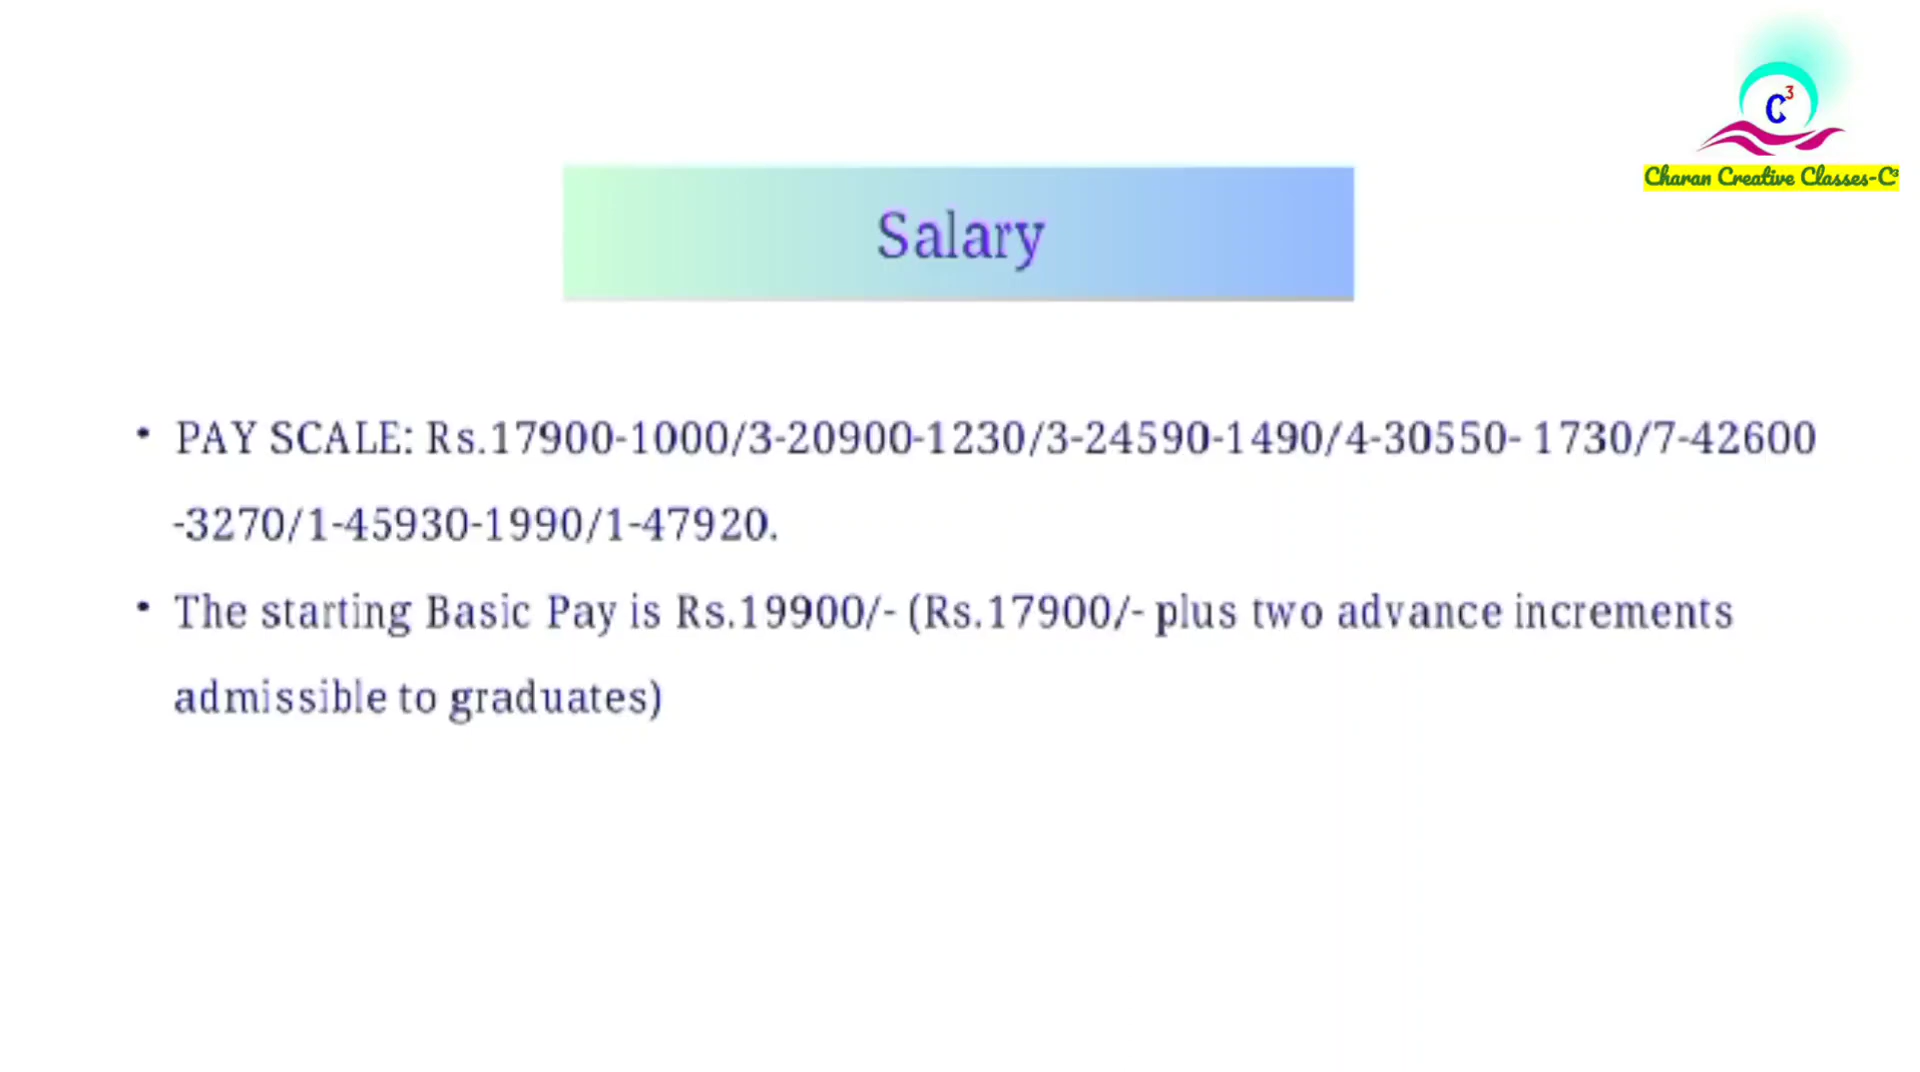 C³
Charan Creative Classes-C³
Salary
• PAY SCALE: Rs.17900-1000/3-20900-1230/3-24590-1490/4-30550- 1730/7-42600
-3270/1-45930-1990/1-47920.
• The starting Basic Pay is Rs.19900/- (Rs.17900/- plus two advance increments
admissible to graduates)